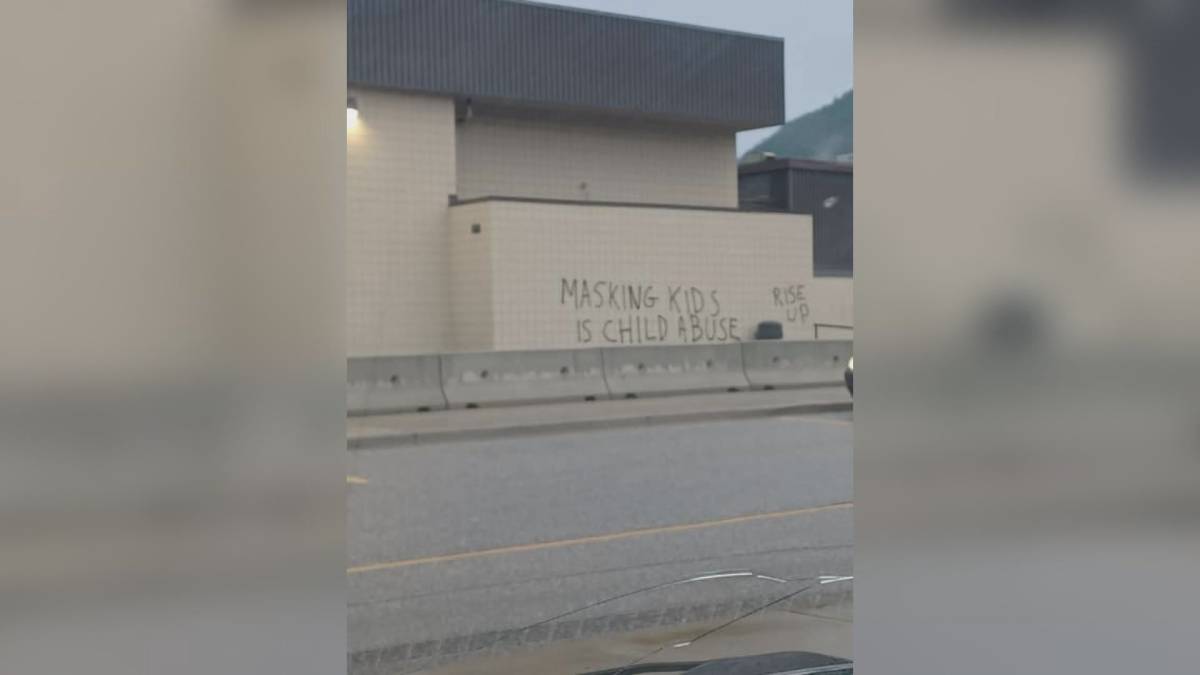 MASKING KIDS
IS CHILD ABUSE
RISE
UP